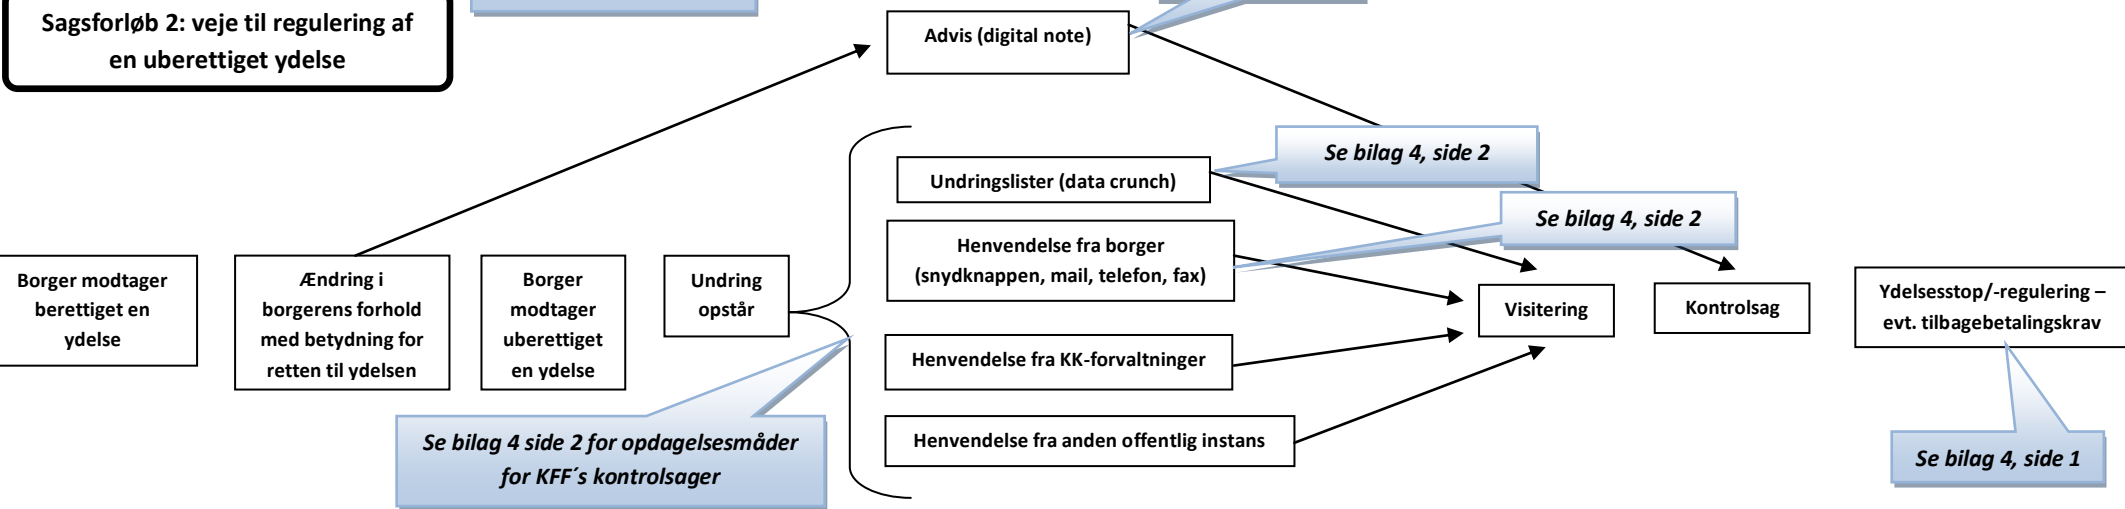 Sagsforløb 2: veje til regulering af
en uberettiget ydelse
Advis (digital note)
Se bilag 4, side 2
Undringslister (data crunch)
Se bilag 4, side 2
Henvendelse fra borger
(snydknappen, mail, telefon, fax)
Borger modtager
berettiget en
ydelse
Ændring i
borgerens forhold
med betydning for
retten til ydelsen
Borger
modtager
uberettiget
en ydelse
Undring
opstår
Visitering
Kontrolsag
Ydelsesstop/-regulering –
evt. tilbagebetalingskrav
Henvendelse fra KK-forvaltninger
Henvendelse fra anden offentlig instans
Se bilag 4 side 2 for opdagelsesmåder
for KFF´s kontrolsager
Se bilag 4, side 1